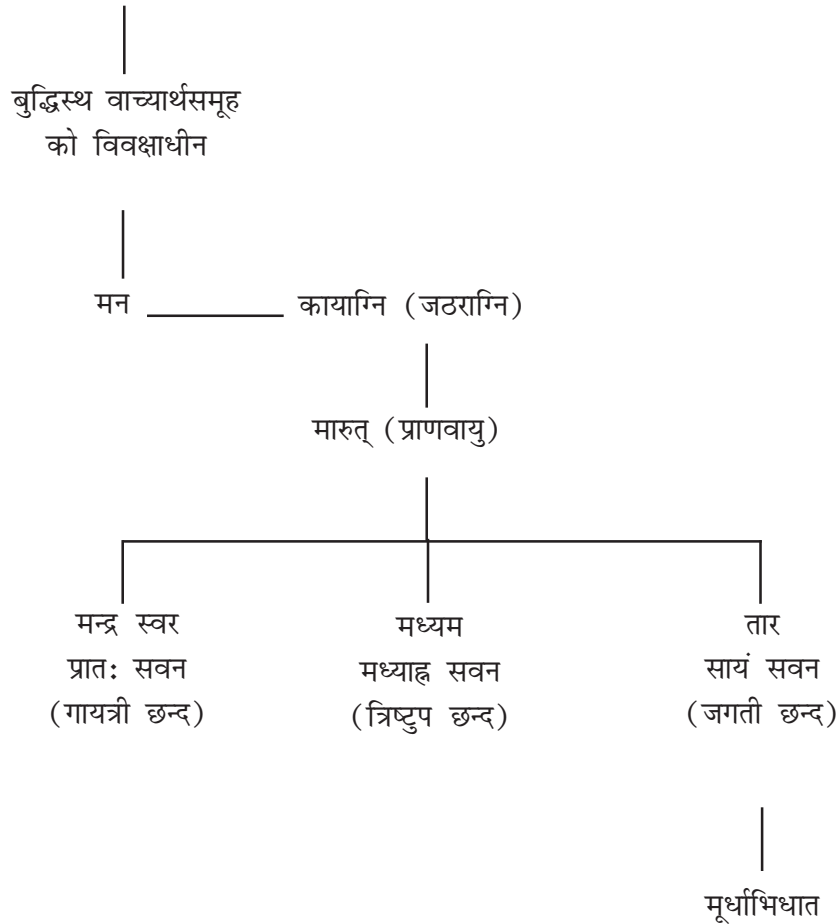 बुद्धिस्थ वाच्यार्थसमूह
को विवक्षाधीन
मन कायाग्नि (जठराग्नि)
मारुत् (प्राणवायु)
मन्द्र स्वर मध्यम तार
प्रात: सवन मध्याह्न सवन सायं सवन
(गायत्री छन्द) (त्रिष्टुप छन्द) (जगती छन्द)
मूर्धाभिधात